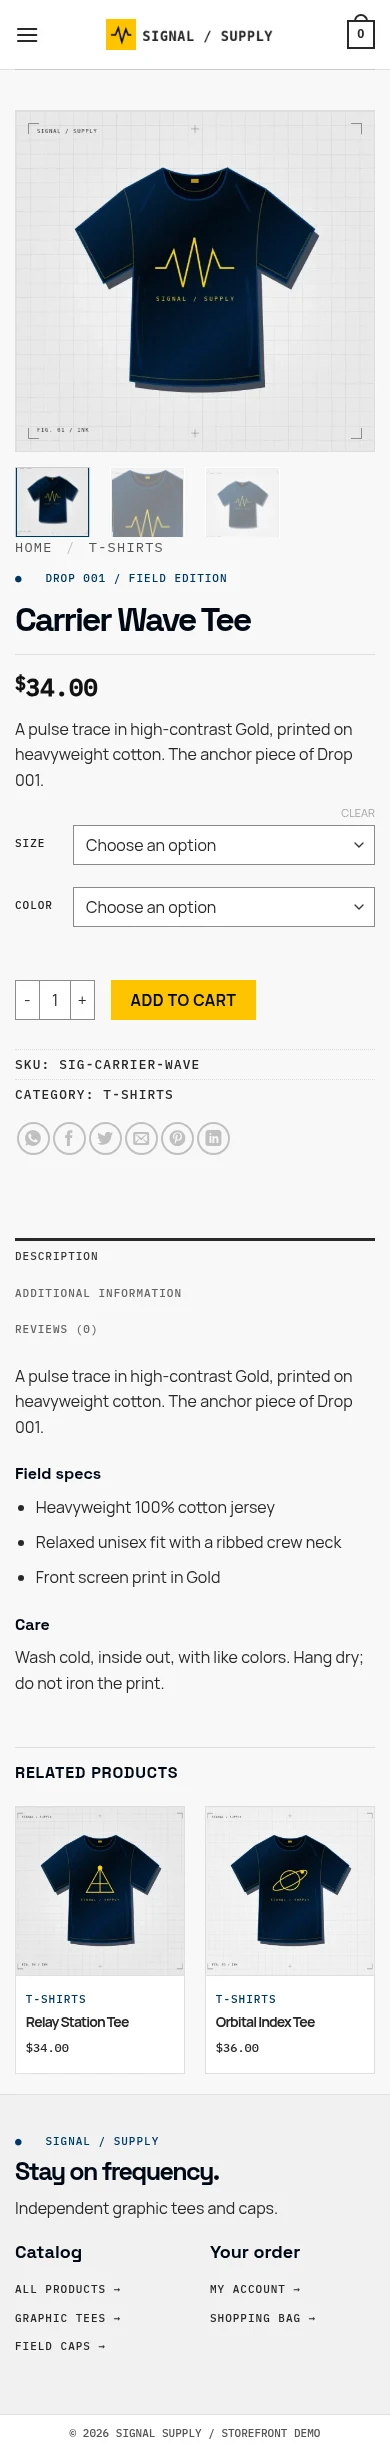 SIGNAL / SUPPLY
0
SIGNAL / SUPPLY
SIGNAL / SUPPLY
FIG. 01 / INK
HOME / T-SHIRTS
DROP 001 / FIELD EDITION
Carrier Wave Tee
$34.00
A pulse trace in high-contrast Gold, printed on
heavyweight cotton. The anchor piece of Drop
001.
CLEAR
SIZE Choose an option
COLOR Choose an option
- 1 + ADD TO CART
SKU: SIG-CARRIER-WAVE
CATEGORY: T-SHIRTS
DESCRIPTION
ADDITIONAL INFORMATION
REVIEWS (0)
A pulse trace in high-contrast Gold, printed on
heavyweight cotton. The anchor piece of Drop
001.
Field specs
• Heavyweight 100% cotton jersey
• Relaxed unisex fit with a ribbed crew neck
• Front screen print in Gold
Care
Wash cold, inside out, with like colors. Hang dry;
do not iron the print.
RELATED PRODUCTS
SIGNAL / SUPPLY SIGNAL / SUPPLY
SIGNAL / SUPPLY SIGNAL / SUPPLY
T-SHIRTS T-SHIRTS
Relay Station Tee Orbital Index Tee
$34.00 $36.00
● SIGNAL / SUPPLY
Stay on frequency.
Independent graphic tees and caps.
Catalog Your order
ALL PRODUCTS → MY ACCOUNT →
GRAPHIC TEES → SHOPPING BAG →
FIELD CAPS →
© 2026 SIGNAL SUPPLY / STOREFRONT DEMO